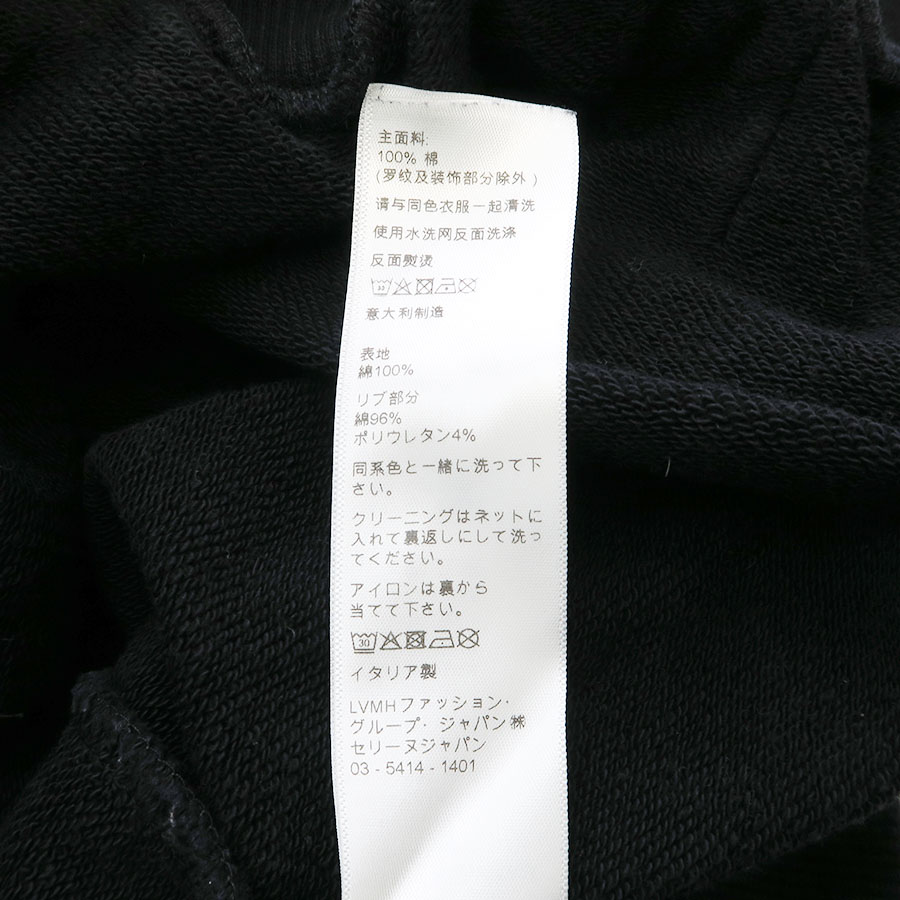 主面料:
100% 棉
(罗纹及装饰部分除外)
请与同色衣服一起清洗
使用水洗网反面洗涤
反面熨烫
意大利制造
表地
綿100%
リブ部分
綿96%
ポリウレタン4%
同系色と一緒に洗って下
さい。
クリーニングはネットに
入れて裏返しにして洗っ
てください。
アイロンは裏から
当てて下さい。
30
イタリア製
LVMHファッション·
グループ· ジャパン㈱
セリーヌジャパン
03 - 5414 - 1401